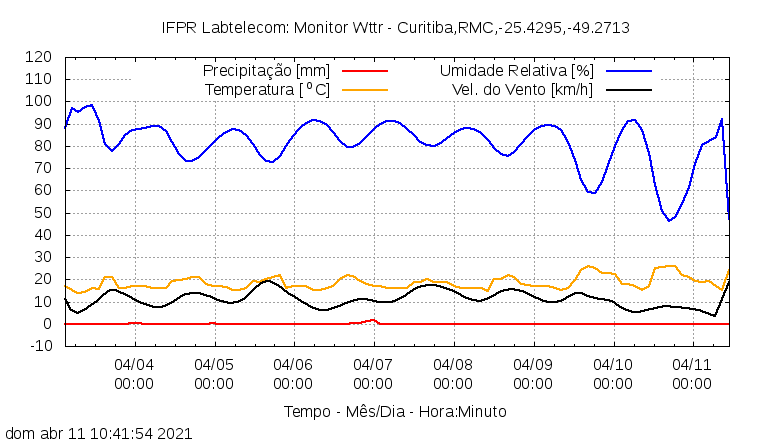 IFPR Labtelecom: Monitor Wttr - Curitiba,RMC,-25.4295,-49.2713
Precipitação [mm]
Umidade Relativa [%]
Temperatura [⁰C]
Vel. do Vento [km/h]
120
110
100
90
80
70
60
50
40
30
20
10
0
-10
04/04 04/05 04/06 04/07 04/08 04/09 04/10 04/11
00:00 00:00 00:00 00:00 00:00 00:00 00:00 00:00
Tempo - Mês/Dia - Hora:Minuto
dom abr 11 10:41:54 2021